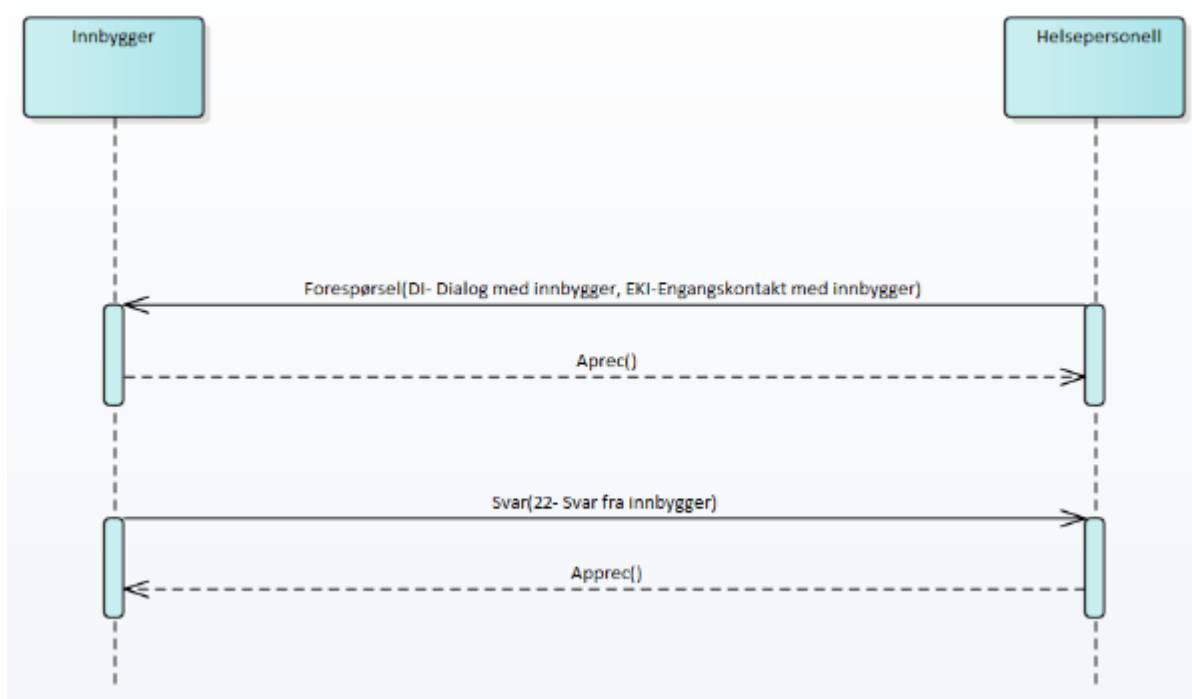 Innbygger
Helsepersonell
Forespørsel(DI- Dialog med innbygger, EKI-Engangskontakt med innbygger)
Aprec()
Svar(22- Svar fra Innbygger)
Apprec()